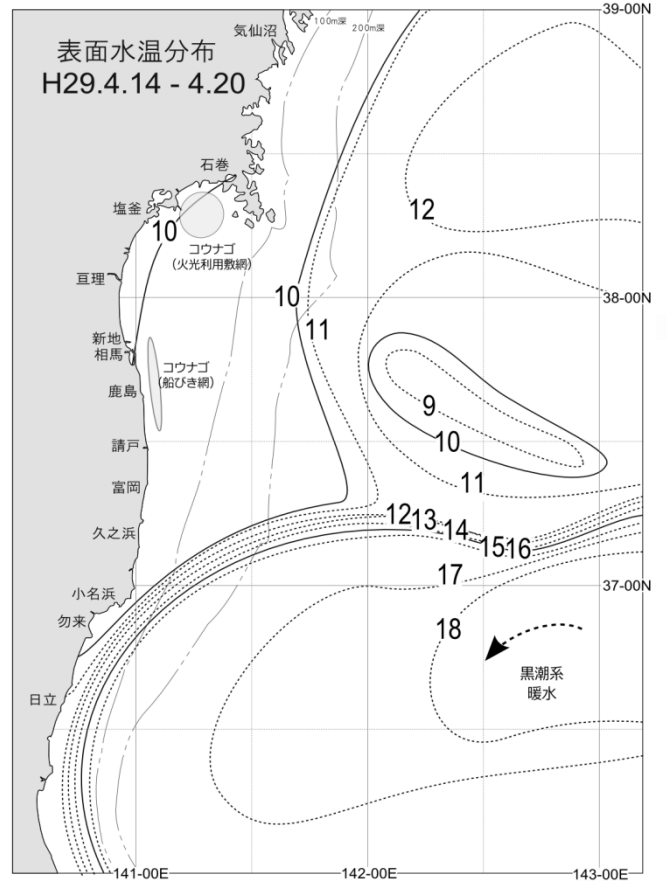 39-00N
100m深
200m深
気仙沼
表面水温分布
H29.4.14 - 4.20
石巻
塩釜
12
10
コウナゴ
(火光利用敷網)
亘理
10
38-00N
11
新地
相馬
コウナゴ
(船びき網)
鹿島
9
10
請戸
11
富岡
12
13
14
15
16
久之浜
17
37-00N
小名浜
勿来
18
黒潮系
暖水
日立
141-00E
142-00E
143-00E